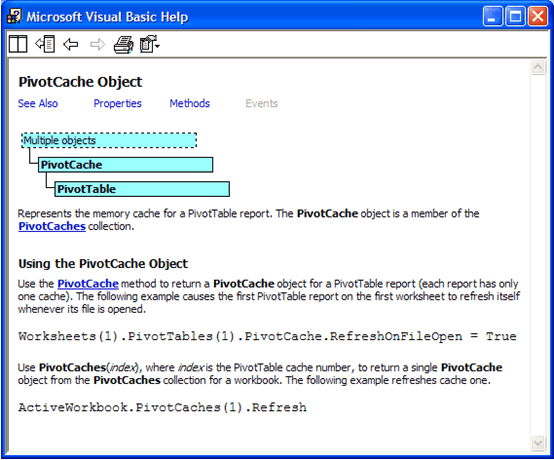 Microsoft Visual Basic Help
PivotCache Object
See Also Properties Methods Events
Multiple objects
PivotCache
PivotTable
Represents the memory cache for a PivotTable report. The PivotCache object is a member of the
PivotCaches collection.
Using the PivotCache Object
Use the PivotCache method to return a PivotCache object for a PivotTable report (each report has only
one cache). The following example causes the first PivotTable report on the first worksheet to refresh itself
whenever its file is opened.
Worksheets(1).PivotTables(1).PivotCache.RefreshOnFileOpen = True
Use PivotCaches(index), where index is the PivotTable cache number, to return a single PivotCache
object from the PivotCaches collection for a workbook. The following example refreshes cache one.
ActiveWorkbook.PivotCaches(1).Refresh